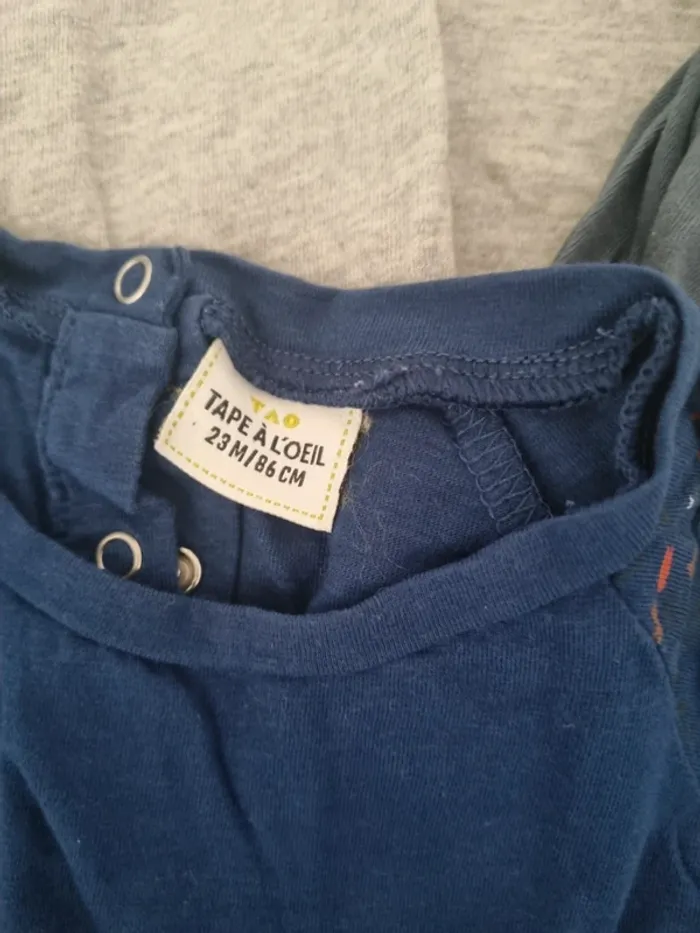 TAO
TAPE À L'OEIL
23M/86CM